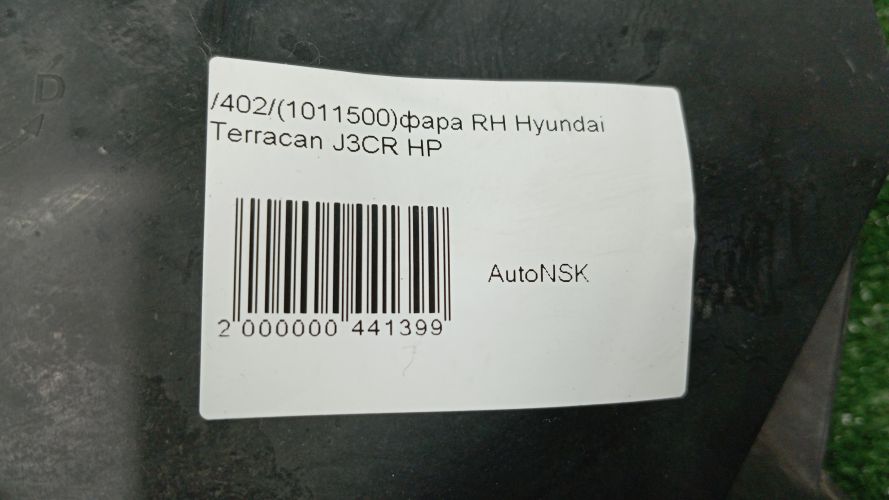 D
/402/(1011500)фара RH Hyundai
Terracan J3CR HP
AutoNSK
2 000000 441399